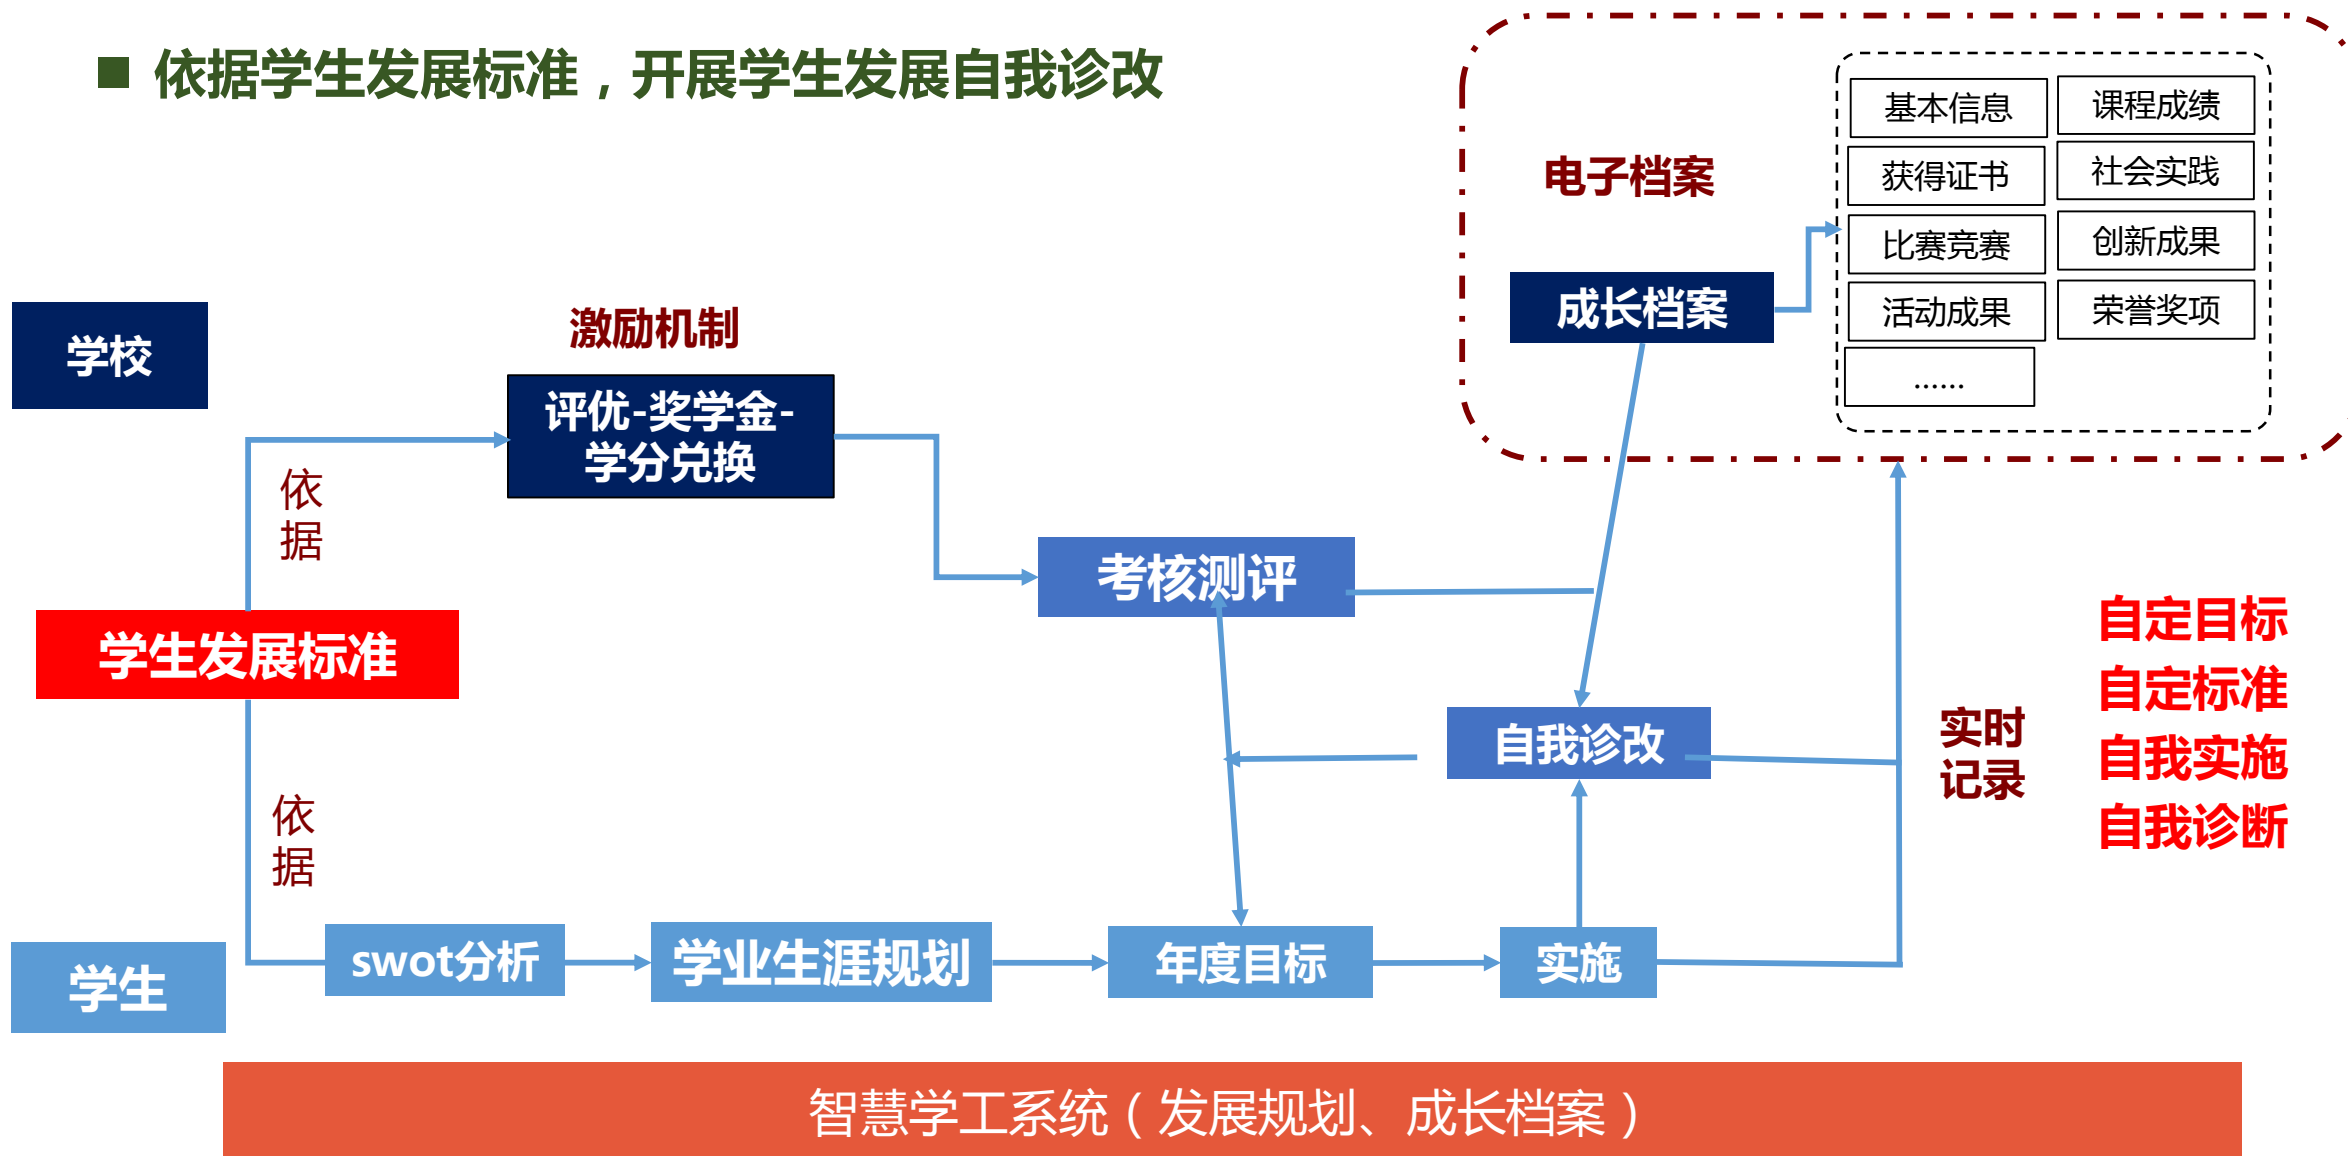 依据学生发展标准，开展学生发展自我诊改
基本信息
课程成绩
获得证书
社会实践
比赛竞赛
创新成果
活动成果
荣誉奖项
......
电子档案
成长档案
学校
激励机制
评优-奖学金-
学分兑换
依
据
考核测评
学生发展标准
自我诊改
实时
记录
自定目标
自定标准
自我实施
自我诊断
依
据
学生
swot分析
学业生涯规划
年度目标
实施
智慧学工系统（发展规划、成长档案）